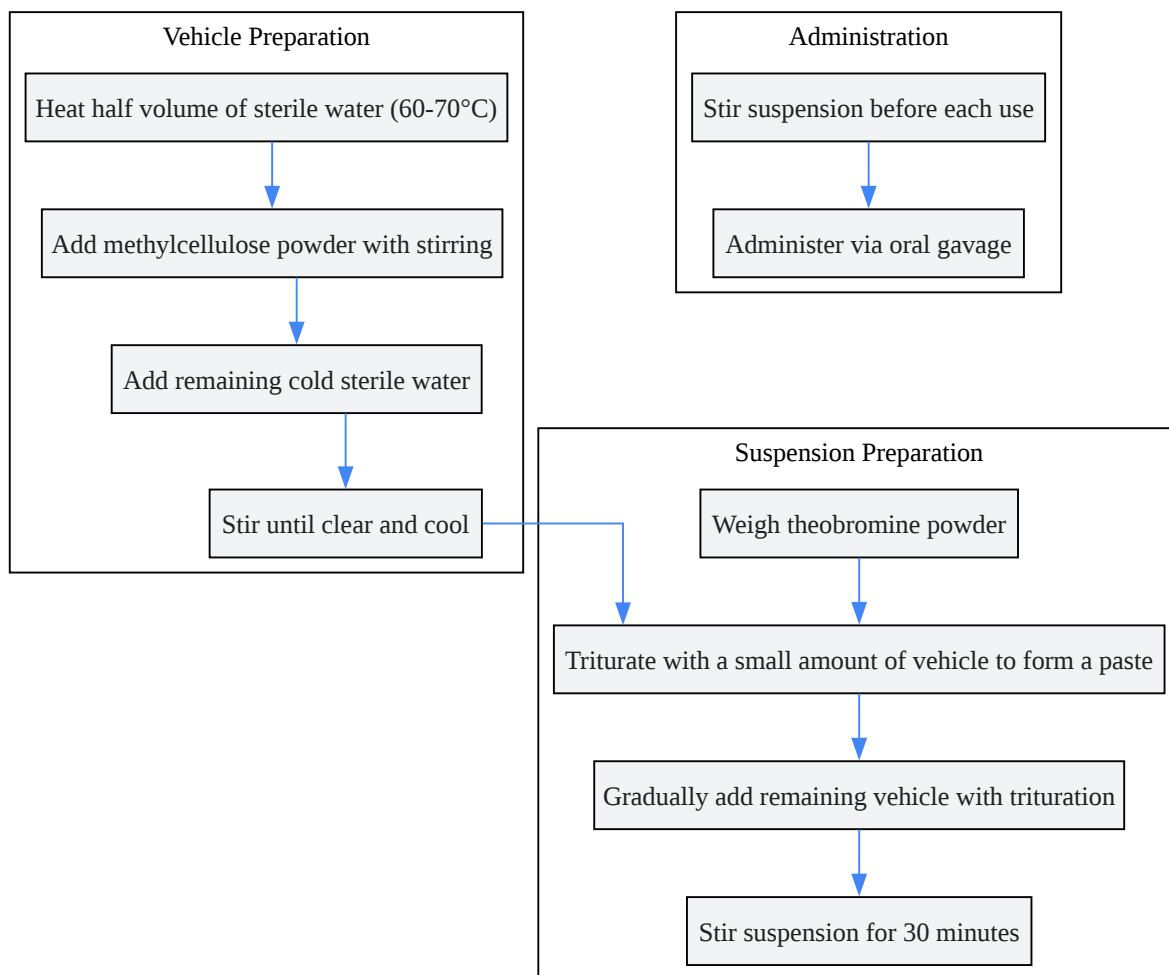 Vehicle Preparation
Heat half volume of sterile water (60-70°C)
Add methylcellulose powder with stirring
Add remaining cold sterile water
Stir until clear and cool
Administration
Stir suspension before each use
Administer via oral gavage
Suspension Preparation
Weigh theobromine powder
Triturate with a small amount of vehicle to form a paste
Gradually add remaining vehicle with trituration
Stir suspension for 30 minutes